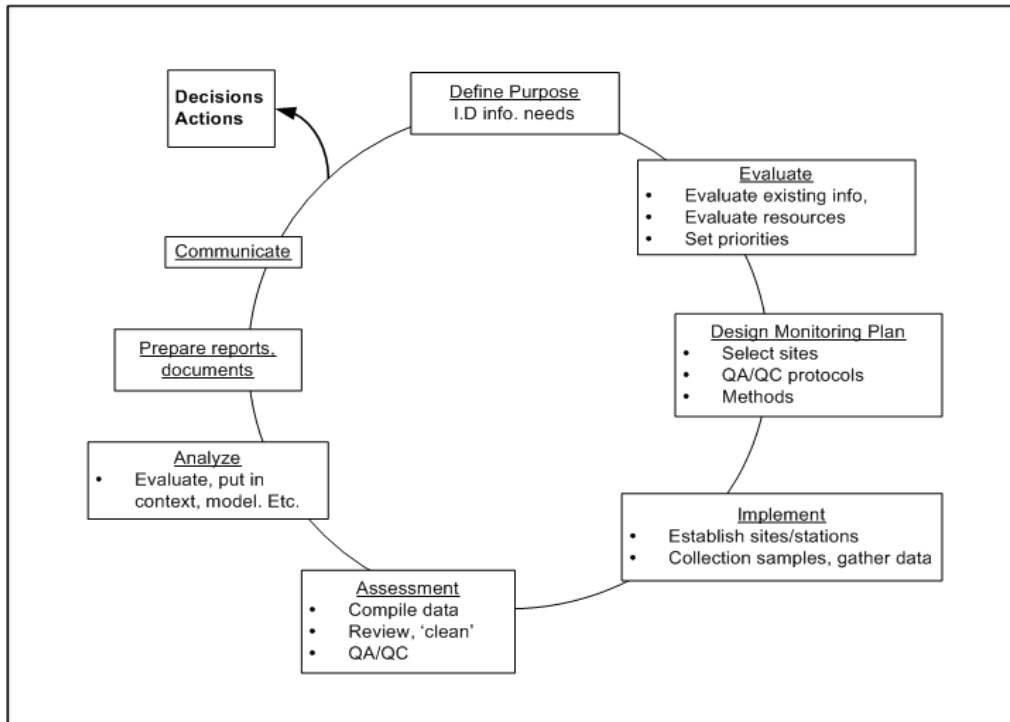 Decisions
Actions
Define Purpose
I.D info. needs
Evaluate
• Evaluate existing info,
• Evaluate resources
• Set priorities
Design Monitoring Plan
• Select sites
• QA/QC protocols
• Methods
Implement
• Establish sites/stations
• Collection samples, gather data
Assessment
• Compile data
• Review, ‘clean’
• QA/QC
Analyze
• Evaluate, put in
context, model. Etc.
Prepare reports,
documents
Communicate